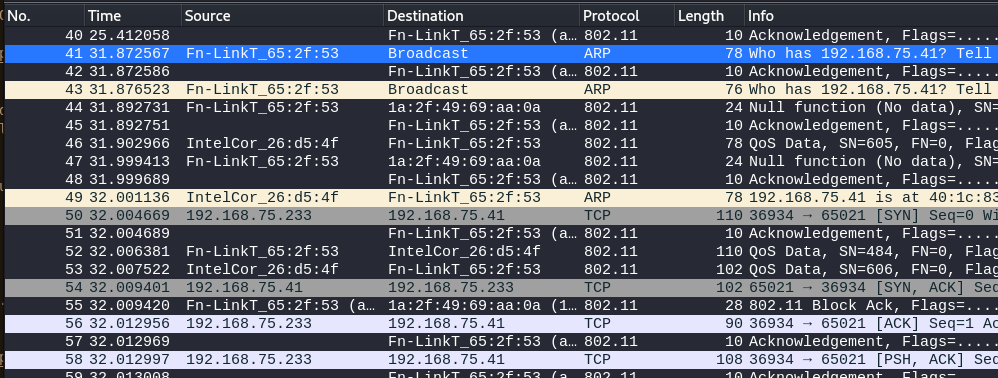 No. Time Source Destination Protocol Length Info
40 25.412058 Fn-LinkT_65:2f:53 (a… 802.11 10 Acknowledgement, Flags=.....
41 31.872567 Fn-LinkT_65:2f:53 Broadcast ARP 78 Who has 192.168.75.41? Tell
42 31.872586 Fn-LinkT_65:2f:53 (a… 802.11 10 Acknowledgement, Flags=....
43 31.876523 Fn-LinkT_65:2f:53 Broadcast ARP 76 Who has 192.168.75.41? Tell
44 31.892731 Fn-LinkT_65:2f:53 1a:2f:49:69:aa:0a 802.11 24 Null function (No data), SN=
45 31.892751 Fn-LinkT_65:2f:53 (a… 802.11 10 Acknowledgement, Flags=.....
46 31.902966 IntelCor_26:d5:4f Fn-LinkT_65:2f:53 802.11 78 QoS Data, SN=605, FN=0, Flag
47 31.999413 Fn-LinkT_65:2f:53 1a:2f:49:69:aa:0a 802.11 24 Null function (No data), SN=
48 31.999689 Fn-LinkT_65:2f:53 (a… 802.11 10 Acknowledgement, Flags=.....
49 32.001136 IntelCor_26:d5:4f Fn-LinkT_65:2f:53 ARP 78 192.168.75.41 is at 40:1c:83
50 32.004669 192.168.75.233 192.168.75.41 TCP 110 36934 → 65021 [SYN] Seq=0 Wi
51 32.004689 Fn-LinkT_65:2f:53 (a… 802.11 10 Acknowledgement, Flags=.....
52 32.006381 Fn-LinkT_65:2f:53 IntelCor_26:d5:4f 802.11 110 QoS Data, SN=484, FN=0, Flag
53 32.007522 IntelCor_26:d5:4f Fn-LinkT_65:2f:53 802.11 102 QoS Data, SN=606, FN=0, Flag
54 32.009401 192.168.75.41 192.168.75.233 TCP 102 65021 → 36934 [SYN, ACK] Seq
55 32.009420 Fn-LinkT_65:2f:53 (a… 1a:2f:49:69:aa:0a (1… 802.11 28 802.11 Block Ack, Flags=....
56 32.012956 192.168.75.233 192.168.75.41 TCP 90 36934 → 65021 [ACK] Seq=1 Ac
57 32.012969 Fn-LinkT_65:2f:53 (a… 802.11 10 Acknowledgement, Flags=.....
58 32.012997 192.168.75.233 192.168.75.41 TCP 108 36934 → 65021 [PSH, ACK] Seq
59 32.013008 Fn-LinkT_65:2f:53 (a… 802.11 10 Acknowledgement, Flags=